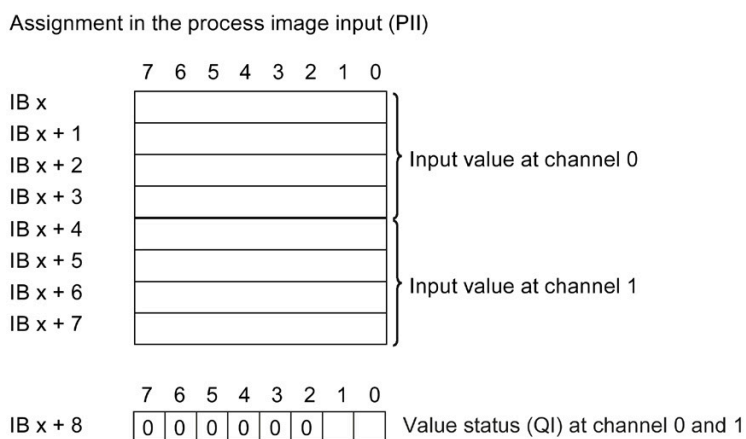 Assignment in the process image input (PII)
7 6 5 4 3 2 1 0
IB x
IB x + 1
IB x + 2
IB x + 3
Input value at channel 0
IB x + 4
IB x + 5
IB x + 6
IB x + 7
Input value at channel 1
7 6 5 4 3 2 1 0
IB x + 8 0 0 0 0 0 0 Value status (QI) at channel 0 and 1